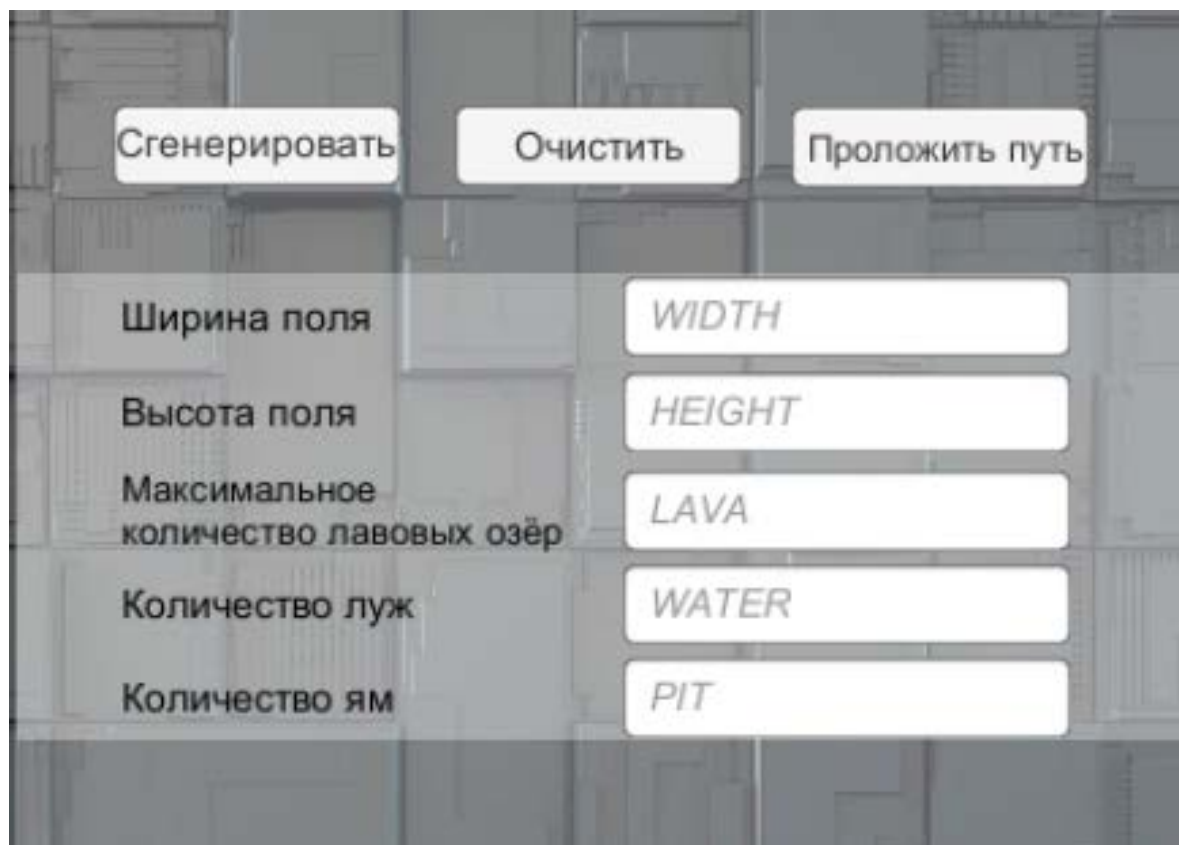 Сгенерировать Очистить Проложить путь
Ширина поля WIDTH
Высота поля HEIGHT
Максимальное
количество лавовых озёр LAVA
Количество луж WATER
Количество ям PIT